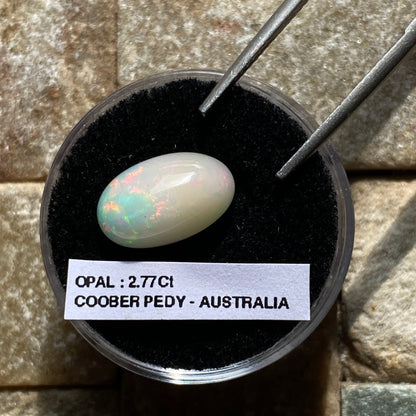 OPAL : 2.77Ct
COOBER PEDY - AUSTRALIA